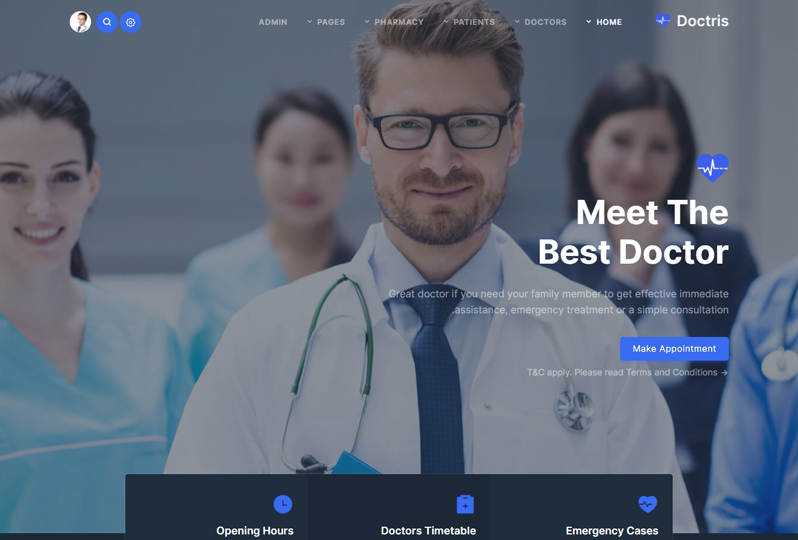 Doctris
HOME
DOCTORS
PATIENTS
PHARMACY
PAGES
ADMIN
Meet The
Best Doctor
Great doctor if you need your family member to get effective immediate
.assistance, emergency treatment or a simple consultation
Make Appointment
T&C apply. Please read Terms and Conditions →
Emergency Cases
Doctors Timetable
Opening Hours